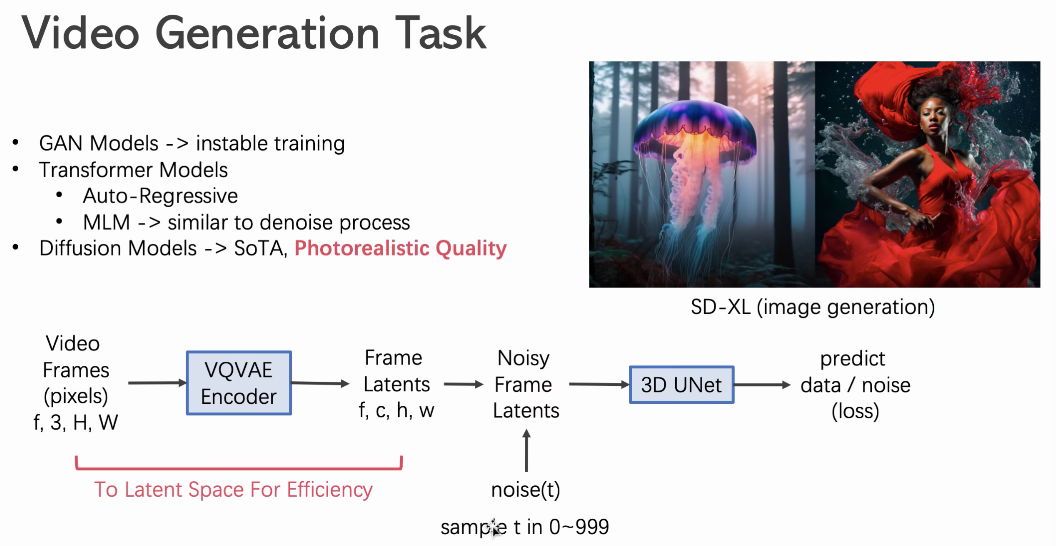 Video Generation Task
• GAN Models -> instable training
• Transformer Models
• Auto-Regressive
• MLM -> similar to denoise process
• Diffusion Models -> SoTA, Photorealistic Quality
SD-XL (image generation)
Video
Frames
(pixels)
f, 3, H, W
VQVAE
Encoder
Frame
Latents
f, c, h, w
Noisy
Frame
Latents
3D UNet
predict
data / noise
(loss)
To Latent Space For Efficiency
noise(t)
sample t in 0~999